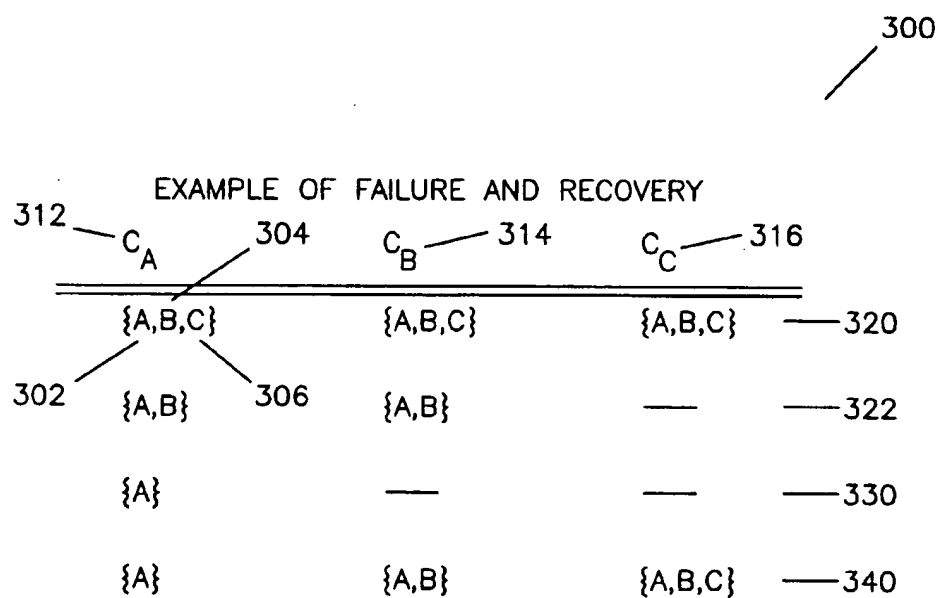 300
EXAMPLE OF FAILURE AND RECOVERY
312 C_A 304 C_B 314 C_C 316
{A,B,C} {A,B,C} {A,B,C} 320
302 {A,B} 306 {A,B} — 322
{A} — — 330
{A} {A,B} {A,B,C} 340